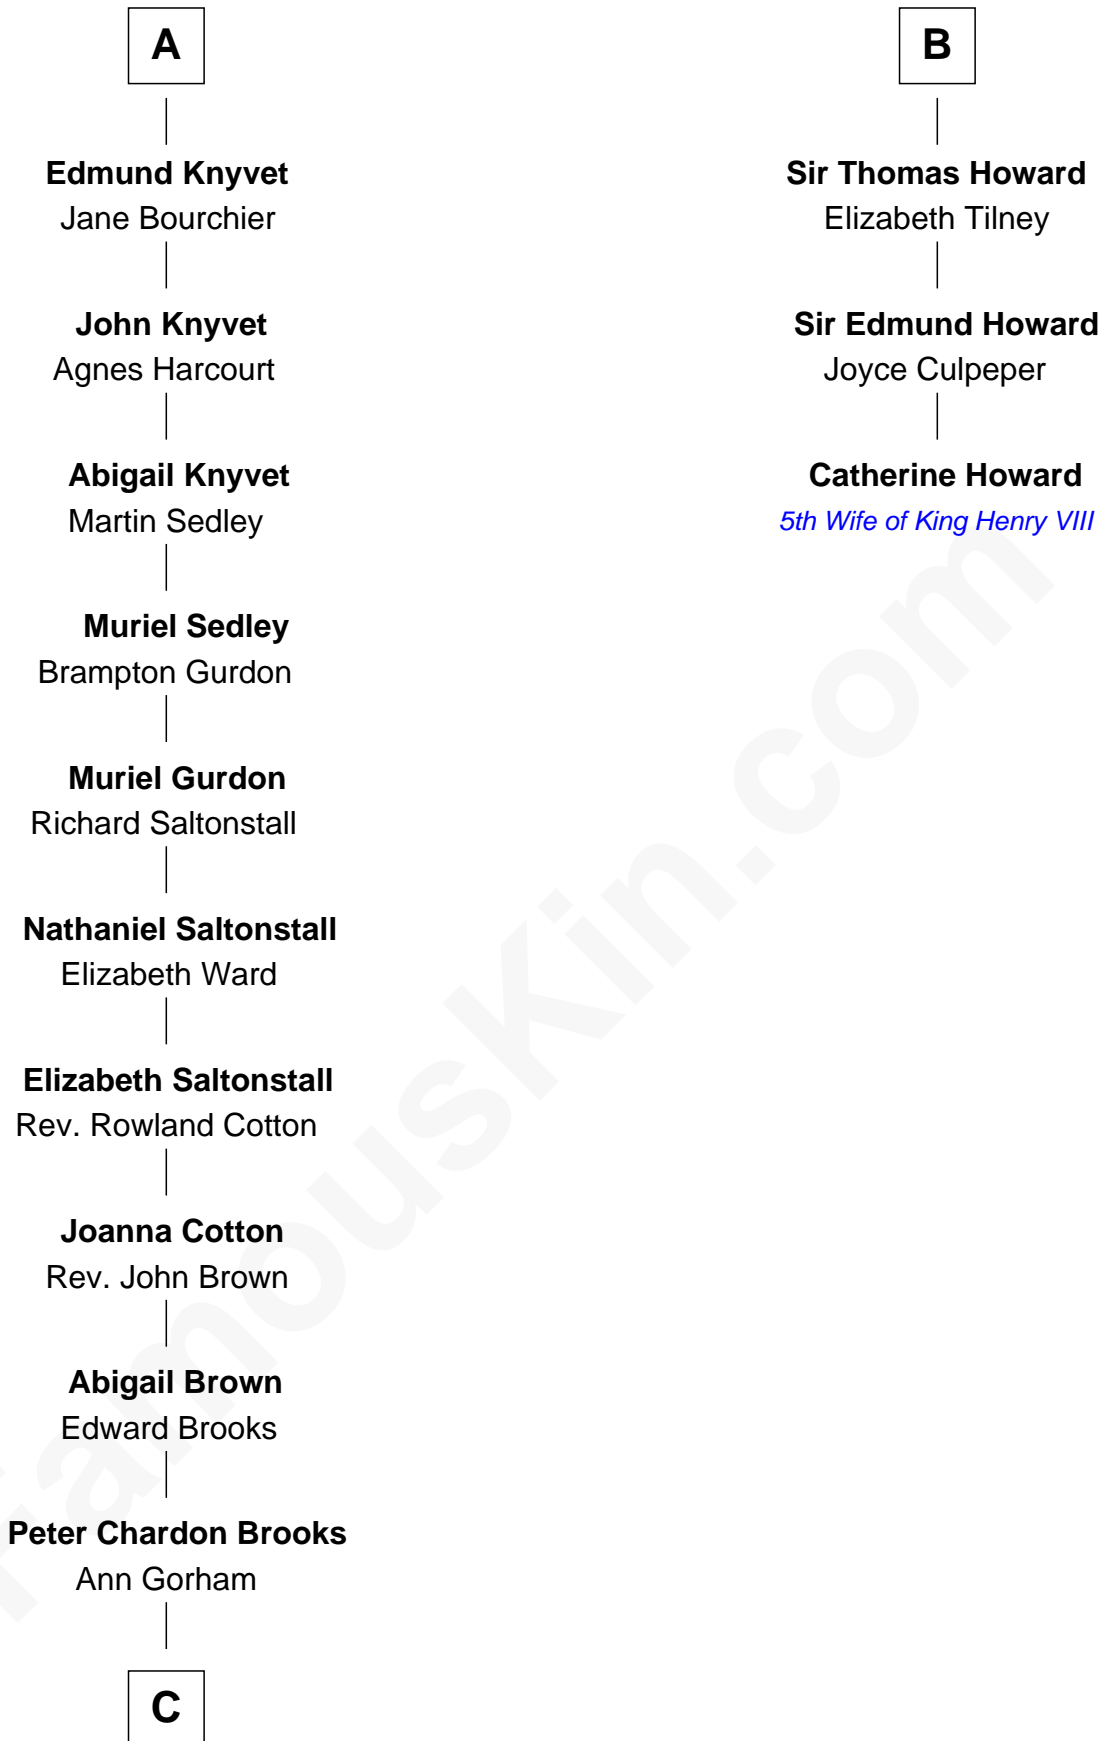 A
Edmund Knyvet
Jane Bourchier
John Knyvet
Agnes Harcourt
Abigail Knyvet
Martin Sedley
Muriel Sedley
Brampton Gurdon
Muriel Gurdon
Richard Saltonstall
Nathaniel Saltonstall
Elizabeth Ward
Elizabeth Saltonstall
Rev. Rowland Cotton
Joanna Cotton
Rev. John Brown
Abigail Brown
Edward Brooks
Peter Chardon Brooks
Ann Gorham
C
B
Sir Thomas Howard
Elizabeth Tilney
Sir Edmund Howard
Joyce Culpeper
Catherine Howard
5th Wife of King Henry VIII
FamousKin.com